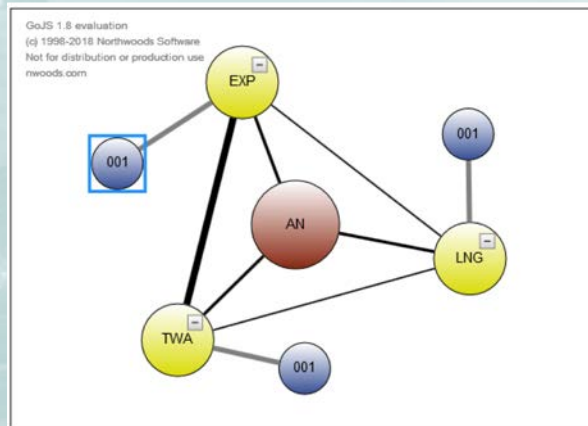 GoJS 1.8 evaluation
(c) 1998-2018 Northwoods Software
Not for distribution or production use
nwoods.com
EXP
001
001
AN
LNG
TWA
001